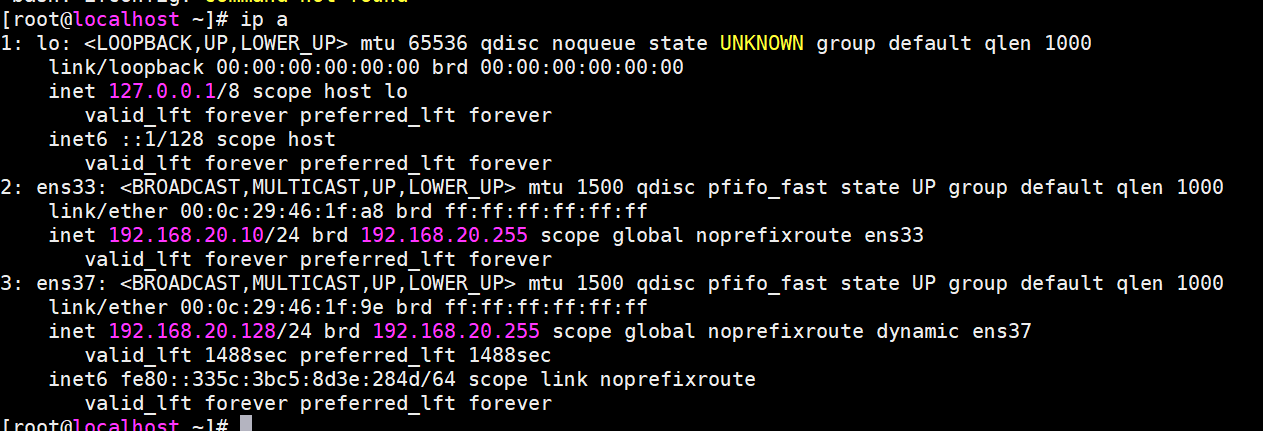 -bash: ifconfig: command not found
[root@localhost ~]# ip a
1: lo: <LOOPBACK,UP,LOWER_UP> mtu 65536 qdisc noqueue state UNKNOWN group default qlen 1000
    link/loopback 00:00:00:00:00:00 brd 00:00:00:00:00:00
    inet 127.0.0.1/8 scope host lo
       valid_lft forever preferred_lft forever
    inet6 ::1/128 scope host
       valid_lft forever preferred_lft forever
2: ens33: <BROADCAST,MULTICAST,UP,LOWER_UP> mtu 1500 qdisc pfifo_fast state UP group default qlen 1000
    link/ether 00:0c:29:46:1f:a8 brd ff:ff:ff:ff:ff:ff
    inet 192.168.20.10/24 brd 192.168.20.255 scope global noprefixroute ens33
       valid_lft forever preferred_lft forever
3: ens37: <BROADCAST,MULTICAST,UP,LOWER_UP> mtu 1500 qdisc pfifo_fast state UP group default qlen 1000
    link/ether 00:0c:29:46:1f:9e brd ff:ff:ff:ff:ff:ff
    inet 192.168.20.128/24 brd 192.168.20.255 scope global noprefixroute dynamic ens37
       valid_lft 1488sec preferred_lft 1488sec
    inet6 fe80::335c:3bc5:8d3e:284d/64 scope link noprefixroute
       valid_lft forever preferred_lft forever
[root@localhost ~]#